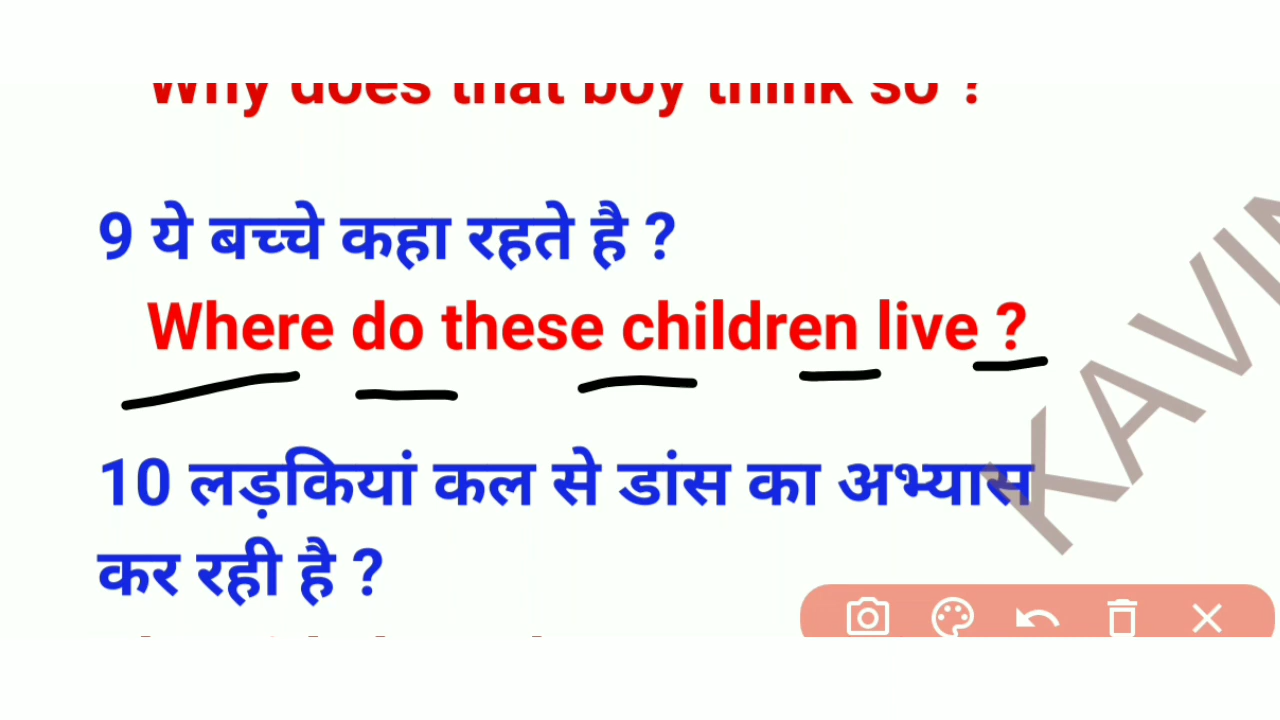 Why does that boy think so ?
9 ये बच्चे कहा रहते है ?
Where do these children live ?
10 लड़कियां कल से डांस का अभ्यास
कर रही है ?
KAVI